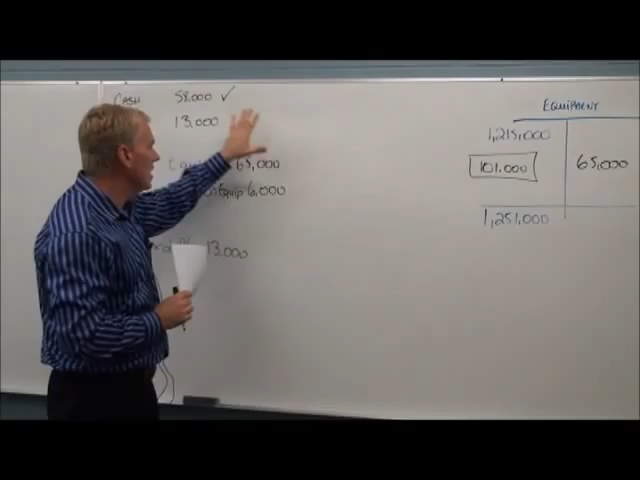 CASH 58,000 ✓
13,000
65,000
Equip 6,000
13,000
EQUIPMENT
1,215,000
101,000 65,000
1,251,000